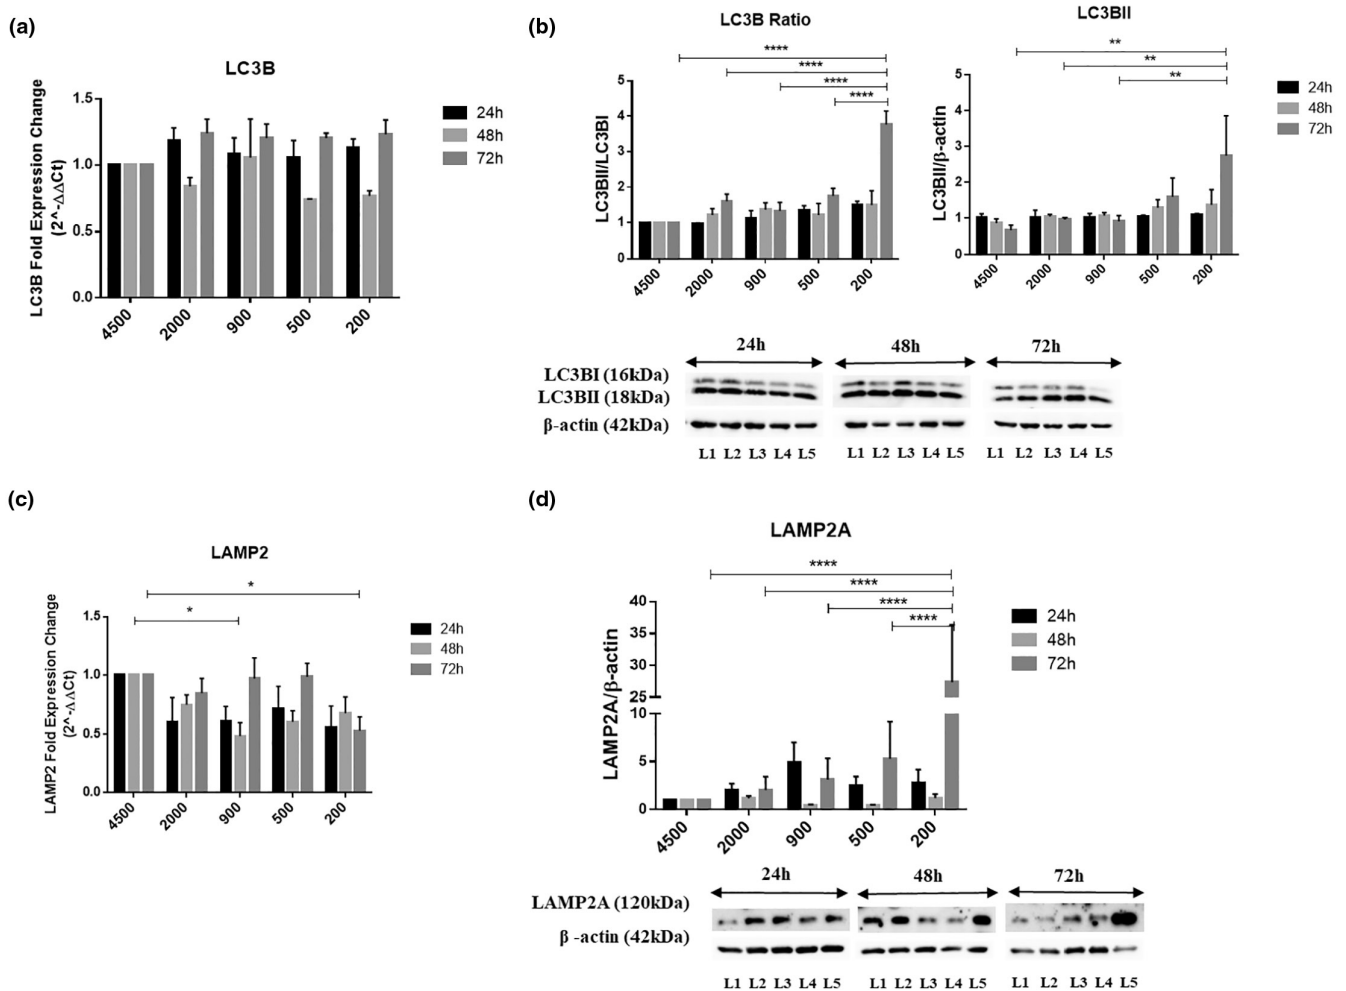 (a)
LC3B
LC3B Fold Expression Change
(2^-ΔΔCt)
1.5
1.0
0.5
0.0
4500
2000
900
500
200
24h
48h
72h
(b)
LC3B Ratio
****
****
****
****
LC3BII/LC3BI
5
4
3
2
1
0
4500
2000
900
500
200
LC3BII
**
**
**
LC3BII/β-actin
5
4
3
2
1
0
4500
2000
900
500
200
24h
48h
72h
24h
48h
72h
LC3BI (16kDa)
LC3BII (18kDa)
β-actin (42kDa)
L1 L2 L3 L4 L5
L1 L2 L3 L4 L5
L1 L2 L3 L4 L5
(c)
LAMP2
*
*
LAMP2 Fold Expression Change
(2^-ΔΔCt)
1.5
1.0
0.5
0.0
4500
2000
900
500
200
24h
48h
72h
(d)
LAMP2A
****
****
****
****
LAMP2A/β-actin
40
35
30
25
10
5
0
4500
2000
900
500
200
24h
48h
72h
24h
48h
72h
LAMP2A (120kDa)
β -actin (42kDa)
L1 L2 L3 L4 L5
L1 L2 L3 L4 L5
L1 L2 L3 L4 L5